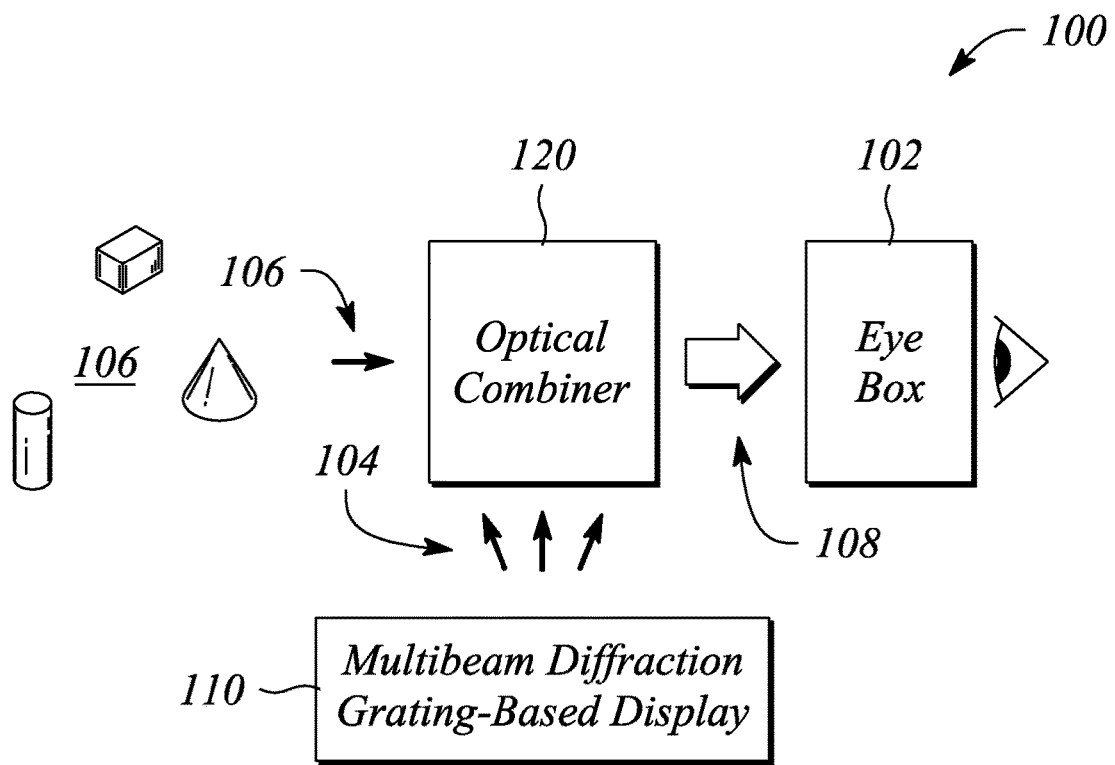 100
120
102
106
106
Optical
Combiner
Eye
Box
104
108
110
Multibeam Diffraction
Grating-Based Display